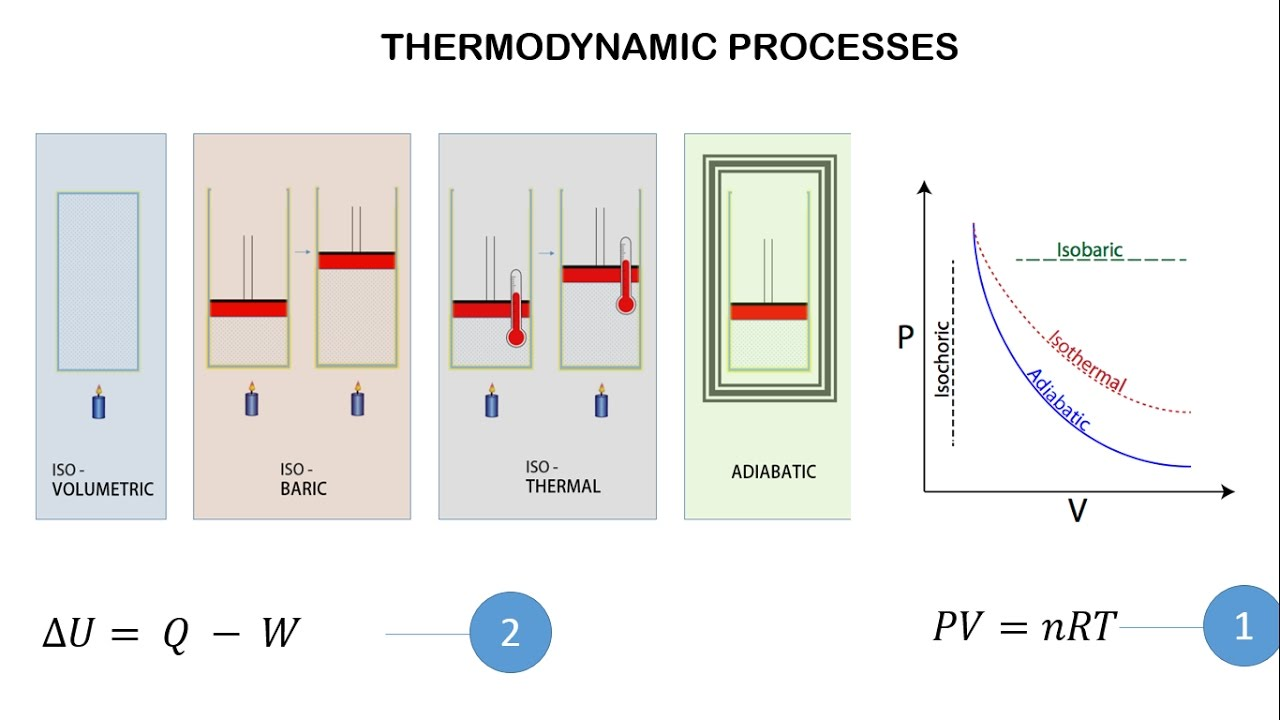 THERMODYNAMIC PROCESSES
ISO -
VOLUMETRIC
ISO -
BARIC
ISO -
THERMAL
ADIABATIC
P
Isochoric
Isobaric
Isothermal
Adiabatic
V
ΔU = Q − W
2
PV = nRT
1